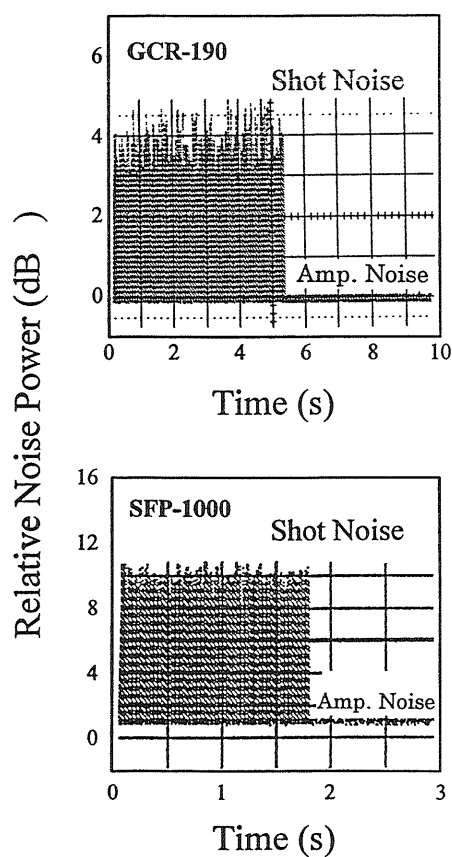 Relative Noise Power (dB )
6
4
2
0
GCR-190
Shot Noise
Amp. Noise
0 2 4 6 8 10
Time (s)
16
12
8
4
0
SFP-1000
Shot Noise
Amp. Noise
0 1 2 3
Time (s)